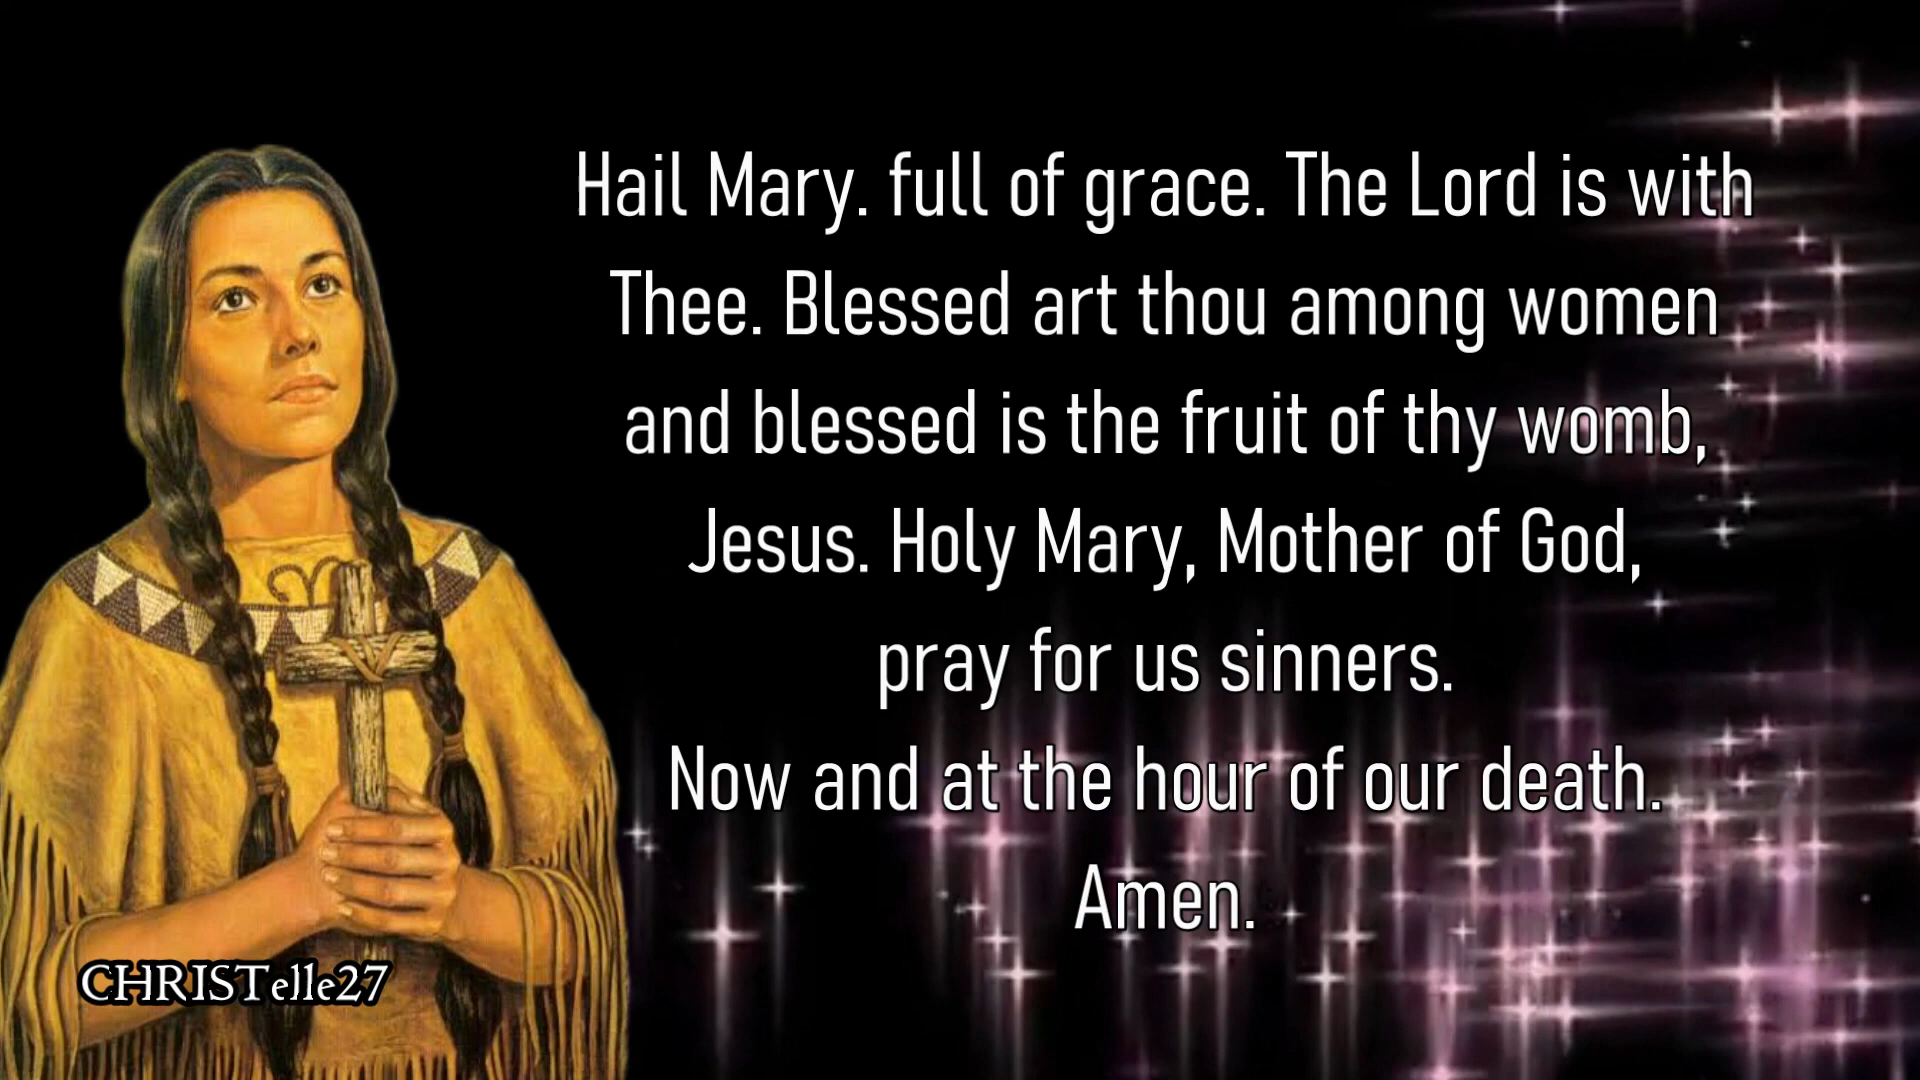 Hail Mary. full of grace. The Lord is with
Thee. Blessed art thou among women
and blessed is the fruit of thy womb,
Jesus. Holy Mary, Mother of God,
pray for us sinners.
Now and at the hour of our death.
Amen.
CHRISTelle27